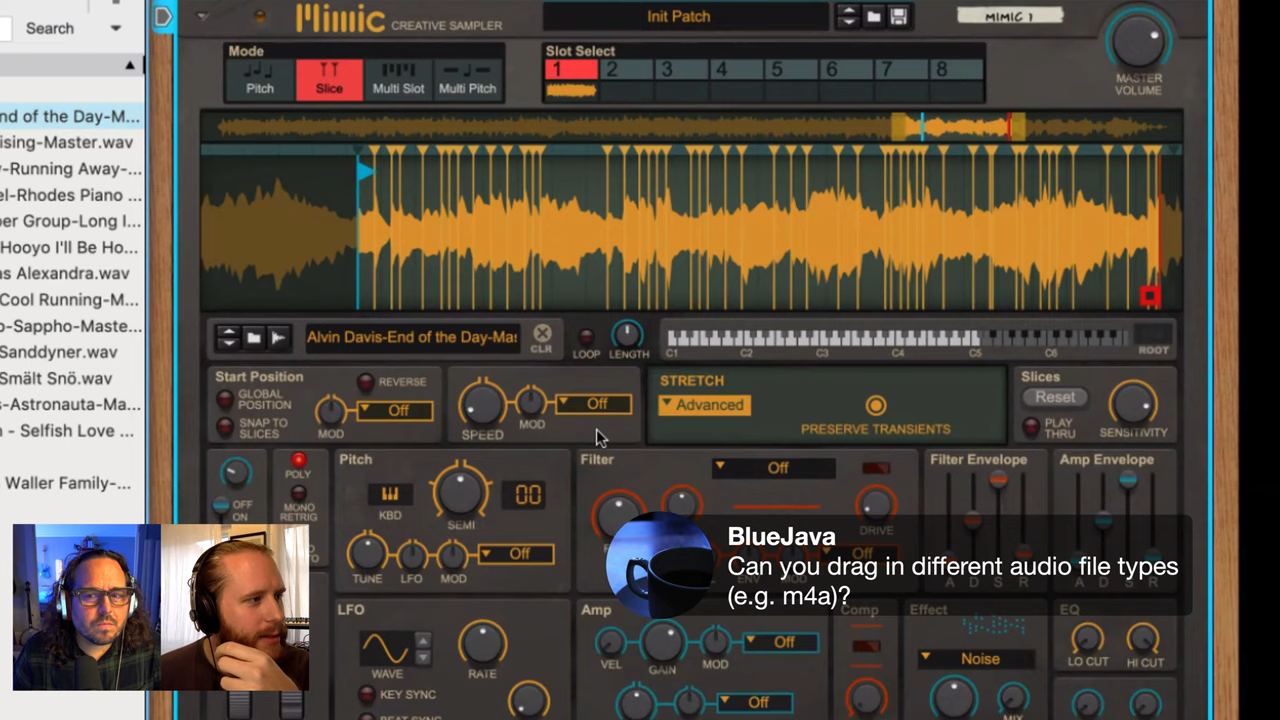 Search
nd of the Day-M...
ising-Master.wav
y-Running Away-...
el-Rhodes Piano
per Group-Long I...
Hooyo I'll Be Ho...
as Alexandra.wav
Cool Running-M...
o-Sappho-Maste...
Sanddyner.wav
Smält Snö.wav
s-Astronauta-Ma...
n - Selfish Love ...
Waller Family-...
Mimic CREATIVE SAMPLER
Init Patch
MIMIC 1
MASTER VOLUME
Mode
Pitch Slice Multi Slot Multi Pitch
Slot Select
1 2 3 4 5 6 7 8
Alvin Davis-End of the Day-Mas
CLR
LOOP LENGTH
C1 C2 C3 C4 C5 C6
ROOT
Start Position
REVERSE
GLOBAL POSITION
SNAP TO SLICES
MOD
Off
SPEED
MOD
Off
STRETCH
Advanced
PRESERVE TRANSIENTS
Slices
Reset
PLAY THRU
SENSITIVITY
OFF
ON
POLY
MONO RETRIG
Pitch
KBD
SEMI
00
TUNE LFO MOD
Off
Filter
Off
DRIVE
Off
Filter Envelope
A D S R
Amp Envelope
A D S R
BlueJava
Can you drag in different audio file types
(e.g. m4a)?
LFO
WAVE
RATE
KEY SYNC
BEAT SYNC
Amp
VEL GAIN MOD
Off
Off
Comp
Effect
Noise
MIX
EQ
LO CUT HI CUT